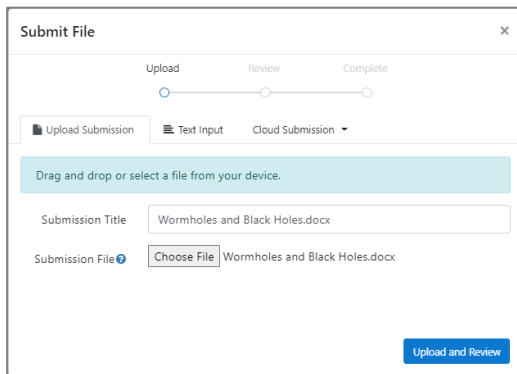 Submit File ×
Upload Review Complete
Upload Submission Text Input Cloud Submission
Drag and drop or select a file from your device.
Submission Title Wormholes and Black Holes.docx
Submission File? Choose File Wormholes and Black Holes.docx
Upload and Review